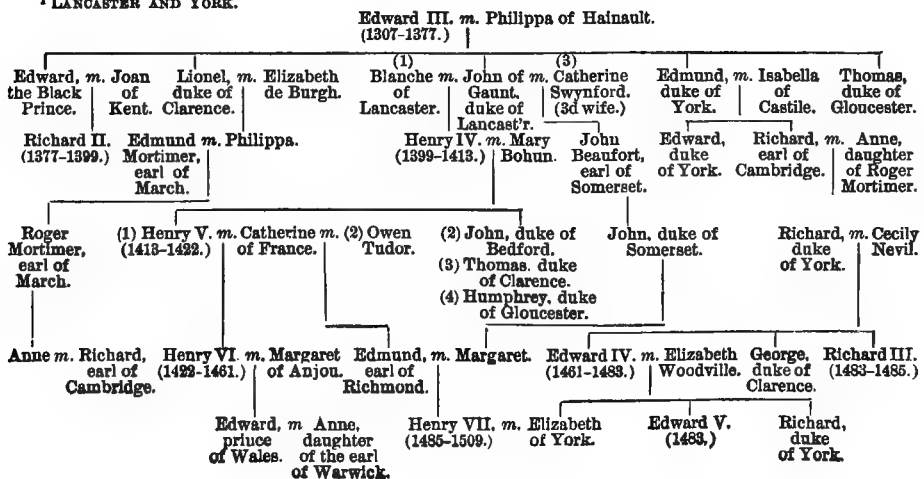 LANCASTER AND YORK.
Edward III. m. Philippa of Hainault.
(1307-1377.)
(1) (3)
Edward, m. Joan Lionel, m. Elizabeth Blanche m. John of m. Catherine Edmund, m. Isabella Thomas,
the Black of duke of de Burgh. of Gaunt, Swynford. duke of of duke of
Prince. Kent. Clarence. Lancaster. duke of (3d wife.) York. Castile. Gloucester.
Lancast'r.
Richard II. Edmund m. Philippa. Henry IV. m. Mary John Edward, Richard, m. Anne,
(1377-1399.) Mortimer, (1399-1413.) Bohun. Beaufort, duke earl of daughter
earl of earl of of York. Cambridge. of Roger
March. Somerset. Mortimer.
Roger (1) Henry V. m. Catherine m. (2) Owen (2) John, duke of John, duke of Richard, m. Cecily
Mortimer, (1413-1422.) of France. Tudor. Bedford. Somerset. duke Nevil.
earl of (3) Thomas. duke of York.
March. of Clarence.
(4) Humphrey, duke
of Gloucester.
Anne m. Richard, Henry VI. m. Margaret Edmund, m. Margaret. Edward IV. m. Elizabeth George, Richard III.
earl of (1422-1461.) of Anjou. earl of (1461-1483.) Woodville. duke of (1483-1485.)
Cambridge. Richmond. Clarence.
Edward, m Anne, Henry VII. m. Elizabeth Edward V. Richard,
prince daughter (1485-1509.) of York. (1483,) duke
of Wales. of the earl of York.
of Warwick.